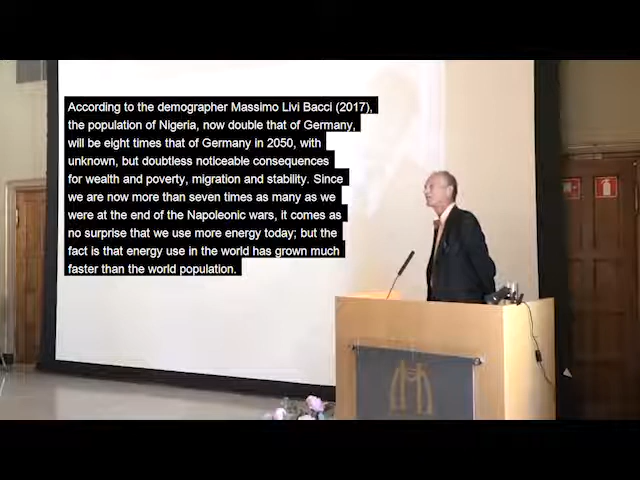 According to the demographer Massimo Livi Bacci (2017),
the population of Nigeria, now double that of Germany,
will be eight times that of Germany in 2050, with
unknown, but doubtless noticeable consequences
for wealth and poverty, migration and stability. Since
we are now more than seven times as many as we
were at the end of the Napoleonic wars, it comes as
no surprise that we use more energy today; but the
fact is that energy use in the world has grown much
faster than the world population.